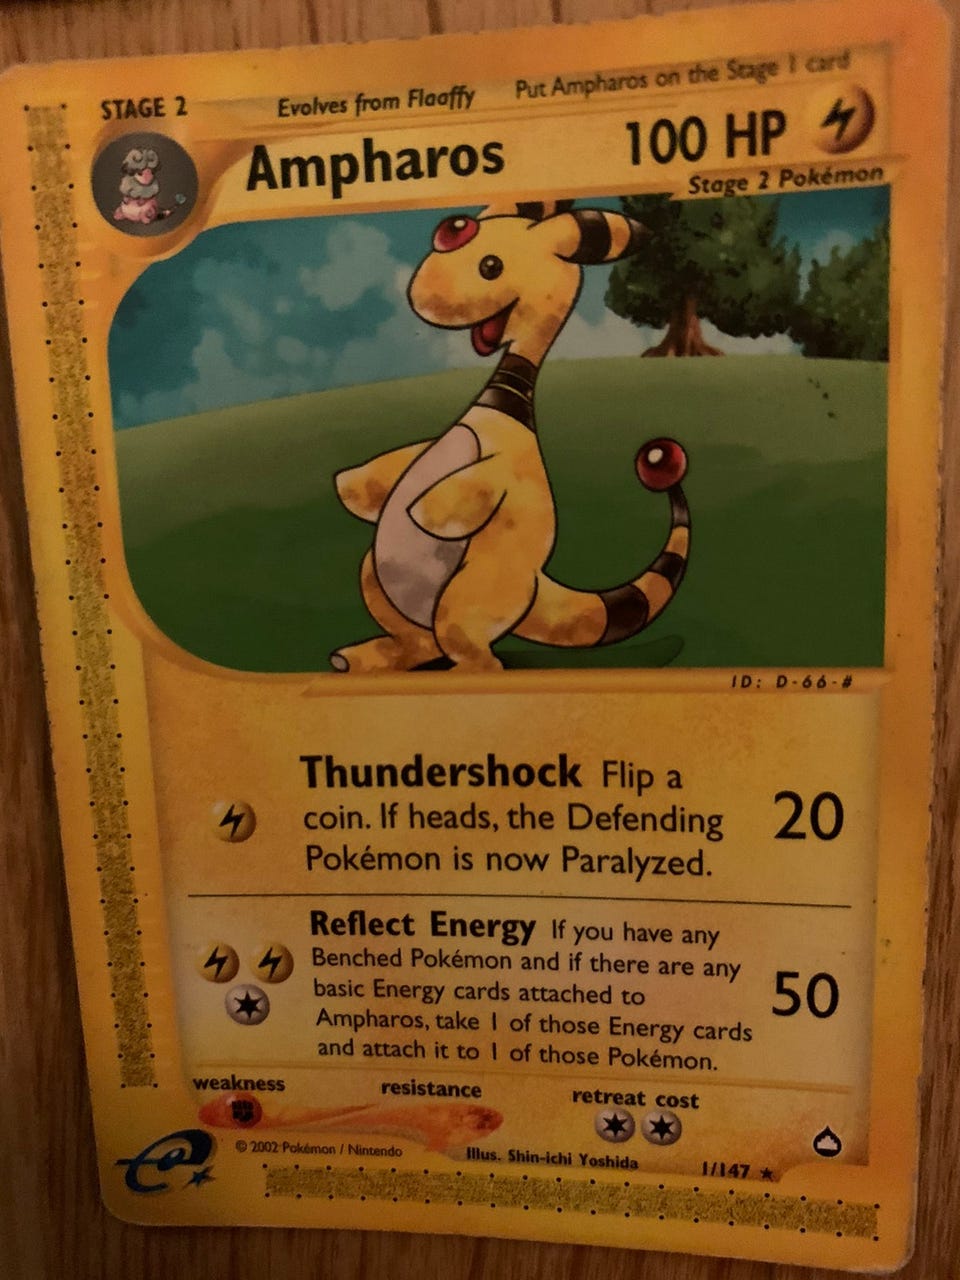 STAGE 2
Evolves from Flaaffy
Put Ampharos on the Stage 1 card
Ampharos
100 HP
Stage 2 Pokémon
ID: D-66-#
Thundershock Flip a
coin. If heads, the Defending
Pokémon is now Paralyzed.
20
Reflect Energy If you have any
Benched Pokémon and if there are any
basic Energy cards attached to
Ampharos, take 1 of those Energy cards
and attach it to 1 of those Pokémon.
50
weakness
resistance
retreat cost
e
© 2002 Pokémon / Nintendo
Illus. Shin-ichi Yoshida
1/147 ★